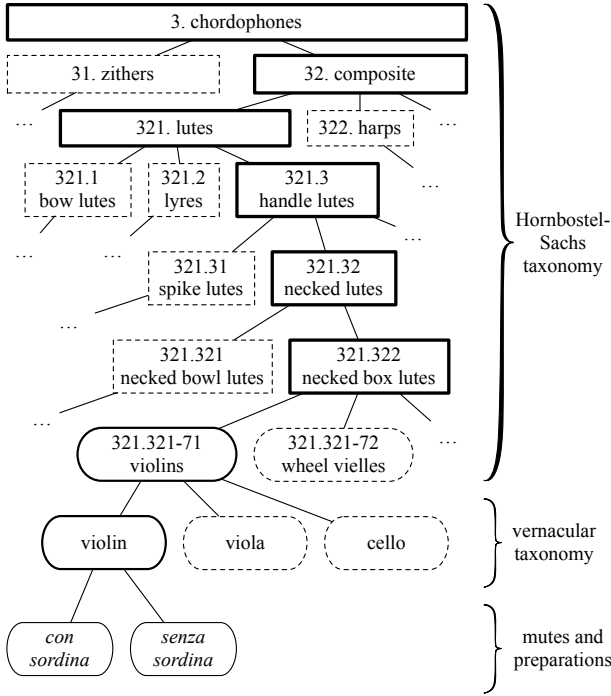 3. chordophones
31. zithers
32. composite
...
321. lutes
322. harps
...
321.1
bow lutes
321.2
lyres
321.3
handle lutes
...
...
...
...
321.31
spike lutes
321.32
necked lutes
...
321.321
necked bowl lutes
321.322
necked box lutes
...
...
321.321-71
violins
321.321-72
wheel vielles
Hornbostel-
Sachs
taxonomy
violin
viola
cello
vernacular
taxonomy
con
sordina
senza
sordina
mutes and
preparations